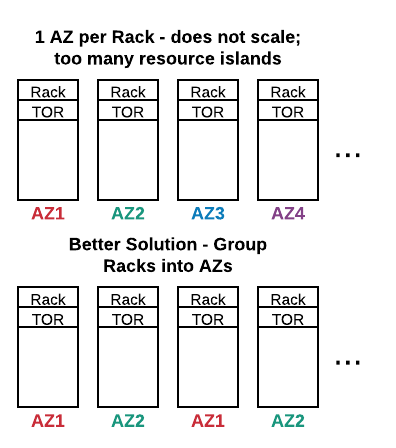 1 AZ per Rack - does not scale;
too many resource islands
Rack Rack Rack Rack
TOR TOR TOR TOR
...
AZ1 AZ2 AZ3 AZ4
Better Solution - Group
Racks into AZs
Rack Rack Rack Rack
TOR TOR TOR TOR
...
AZ1 AZ2 AZ1 AZ2